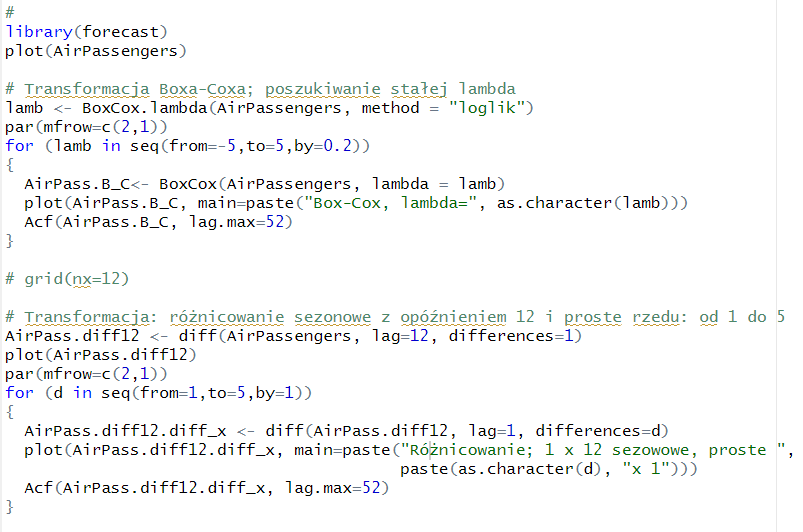 #
library(forecast)
plot(AirPassengers)

# Transformacja Boxa-Coxa; poszukiwanie stałej lambda
lamb <- BoxCox.lambda(AirPassengers, method = "loglik")
par(mfrow=c(2,1))
for (lamb in seq(from=-5,to=5,by=0.2))
{
  AirPass.B_C<- BoxCox(AirPassengers, lambda = lamb)
  plot(AirPass.B_C, main=paste("Box-Cox, lambda=", as.character(lamb)))
  Acf(AirPass.B_C, lag.max=52)
}

# grid(nx=12)

# Transformacja: różnicowanie sezonowe z opóźnieniem 12 i proste rzedu: od 1 do 5
AirPass.diff12 <- diff(AirPassengers, lag=12, differences=1)
plot(AirPass.diff12)
par(mfrow=c(2,1))
for (d in seq(from=1,to=5,by=1))
{
  AirPass.diff12.diff_x <- diff(AirPass.diff12, lag=1, differences=d)
  plot(AirPass.diff12.diff_x, main=paste("Różnicowanie; 1 x 12 sezowowe, proste ",
                                         paste(as.character(d), "x 1")))
  Acf(AirPass.diff12.diff_x, lag.max=52)
}